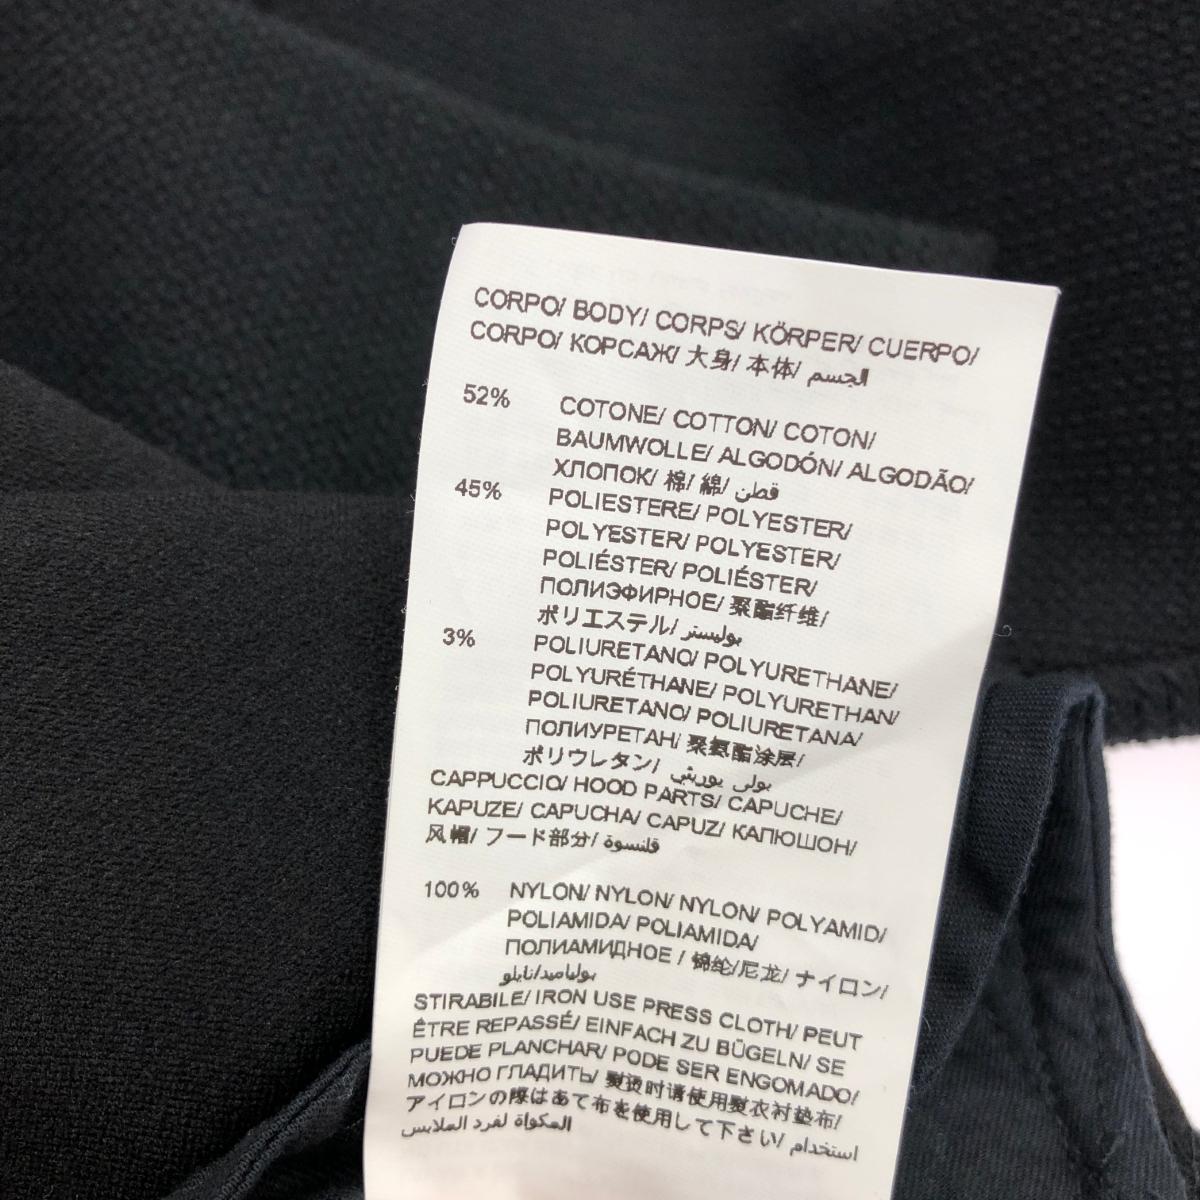 CORPO/ BODY/ CORPS/ KÖRPER/ CUERPO/
CORPO/ КОРСАЖ/ 大身/ 本体/ الجسم
52% COTONE/ COTTON/ COTON/
BAUMWOLLE/ ALGODÓN/ ALGODÃO/
ХЛОПОК/ 棉/ 綿/ قطن
45% POLIESTERE/ POLYESTER/
POLYESTER/ POLYESTER/
POLIÉSTER/ POLIÉSTER/
ПОЛИЭФИРНОЕ/ 聚酯纤维/
ポリエステル/ بوليستر
3% POLIURETANO/ POLYURETHANE/
POLYURÉTHANE/ POLYURETHAN/
POLIURETANO/ POLIURETANA/
ПОЛИУРЕТАН/ 聚氨酯涂层/
ポリウレタン/ بولي يوريثي
CAPPUCCIO/ HOOD PARTS/ CAPUCHE/
KAPUZE/ CAPUCHA/ CAPUZ/ КАПЮШОН/
风帽/ フード部分/ قلنسوة
100% NYLON/ NYLON/ NYLON/ POLYAMID/
POLIAMIDA/ POLIAMIDA/
ПОЛИАМИДНОЕ / 锦纶/尼龙/ ナイロン/
بولياميد/نايلو
STIRABILE/ IRON USE PRESS CLOTH/ PEUT
ÊTRE REPASSÉ/ EINFACH ZU BÜGELN/ SE
PUEDE PLANCHAR/ PODE SER ENGOMADO/
МОЖНО ГЛАДИТЬ/ 熨烫时请使用熨衣衬垫布/
アイロンの際はあて布を使用して下さい/ استخدام
المكواة لفرد الملابس